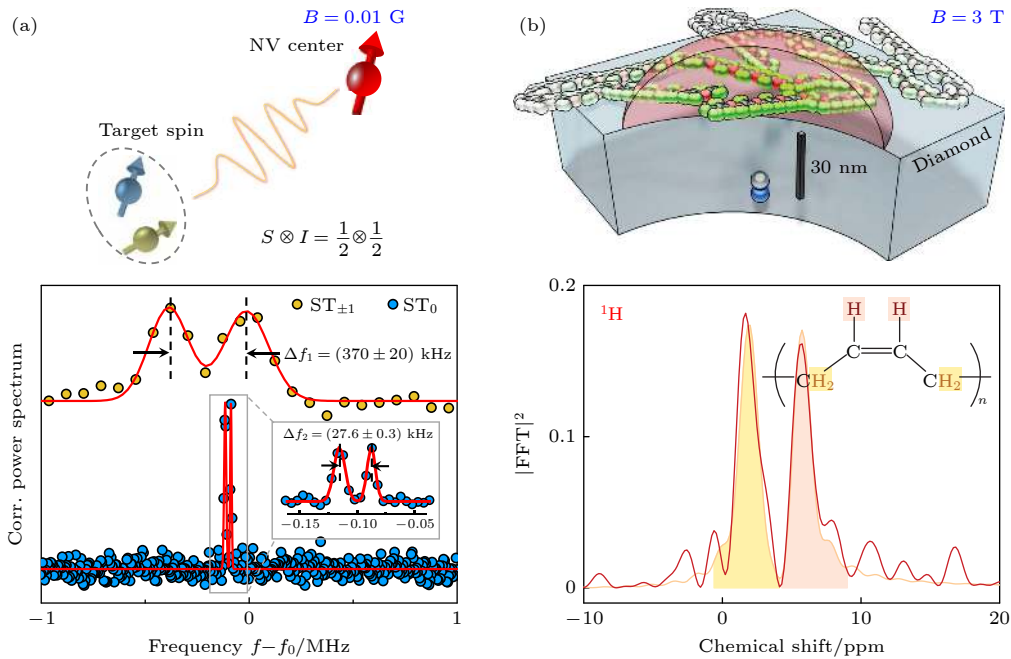 (a)
B = 0.01 G
NV center
Target spin
S ⊗ I = 1/2 ⊗ 1/2
Corr. power spectrum
ST±1
ST0
Δf1 = (370 ± 20) kHz
Δf2 = (27.6 ± 0.3) kHz
−0.15 −0.10 −0.05
−1 0 1
Frequency f−f0/MHz
(b)
B = 3 T
30 nm
Diamond
|FFT|²
0.2
0.1
0
¹H
H H
C C
CH2 CH2
n
−10 0 10 20
Chemical shift/ppm